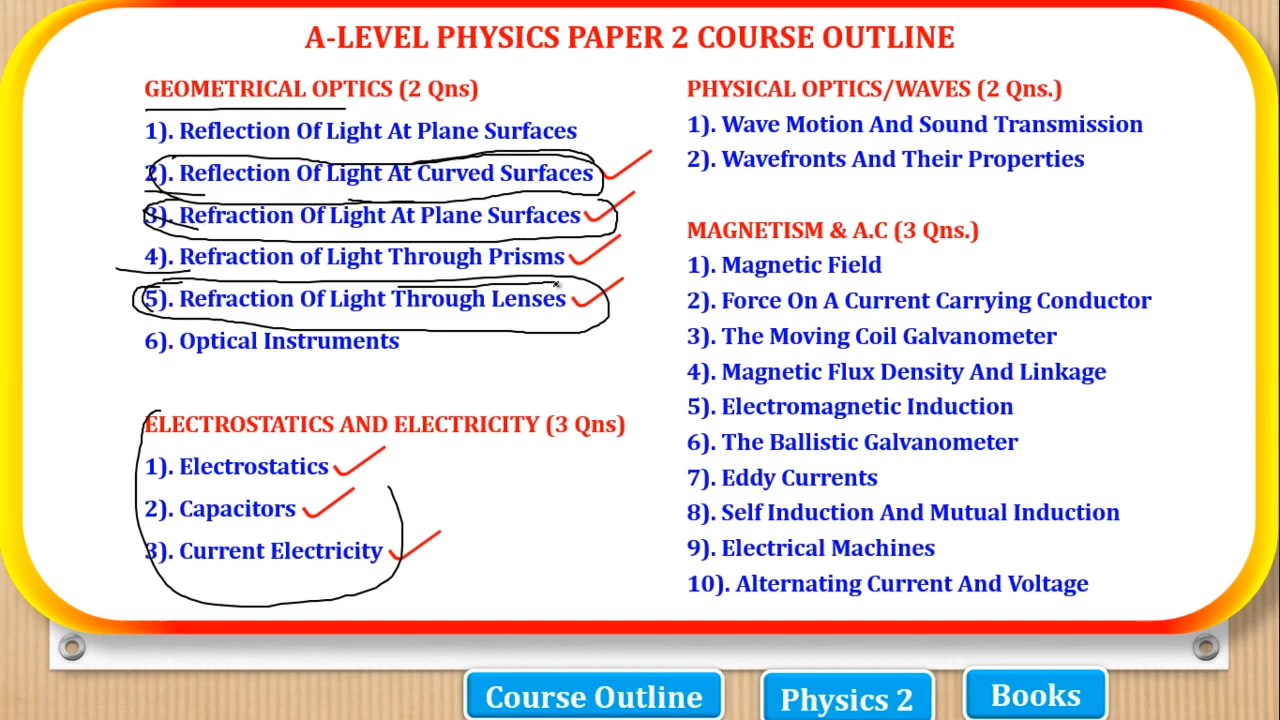 A-LEVEL PHYSICS PAPER 2 COURSE OUTLINE
GEOMETRICAL OPTICS (2 Qns)
1). Reflection Of Light At Plane Surfaces
2). Reflection Of Light At Curved Surfaces
3). Refraction Of Light At Plane Surfaces
4). Refraction of Light Through Prisms
5). Refraction Of Light Through Lenses
6). Optical Instruments
ELECTROSTATICS AND ELECTRICITY (3 Qns)
1). Electrostatics
2). Capacitors
3). Current Electricity
PHYSICAL OPTICS/WAVES (2 Qns.)
1). Wave Motion And Sound Transmission
2). Wavefronts And Their Properties
MAGNETISM & A.C (3 Qns.)
1). Magnetic Field
2). Force On A Current Carrying Conductor
3). The Moving Coil Galvanometer
4). Magnetic Flux Density And Linkage
5). Electromagnetic Induction
6). The Ballistic Galvanometer
7). Eddy Currents
8). Self Induction And Mutual Induction
9). Electrical Machines
10). Alternating Current And Voltage
Course Outline
Physics 2
Books